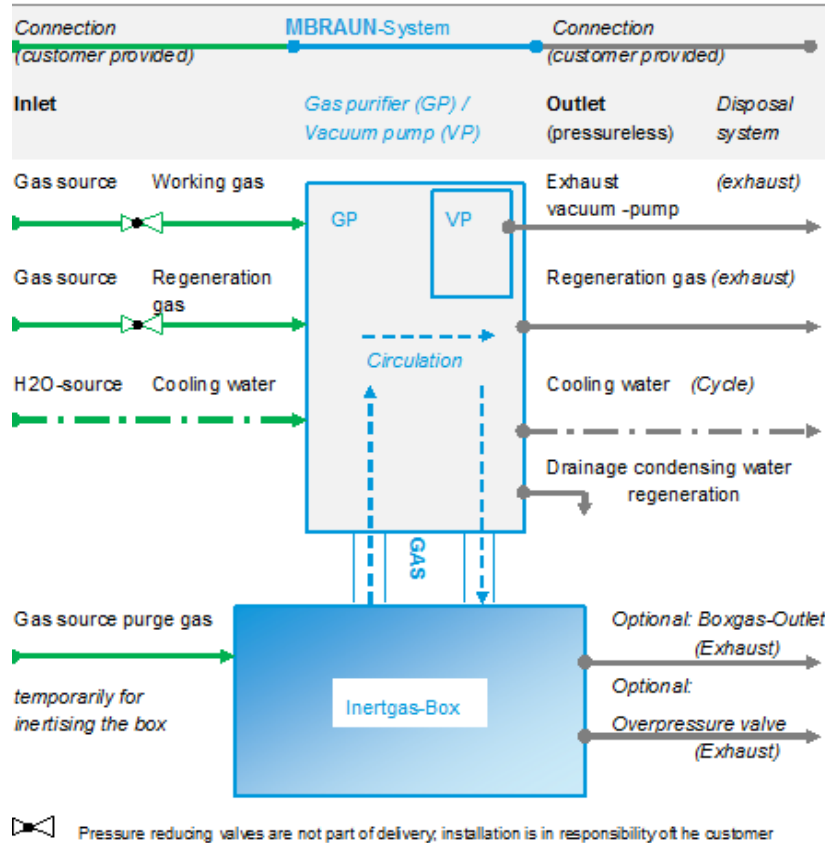 Connection
MBRAUN-System
Connection
(customer provided)
(customer provided)
Inlet
Gas purifier (GP) /
Vacuum pump (VP)
Outlet
(pressureless)
Disposal
system
Gas source
Working gas
Exhaust
vacuum -pump
(exhaust)
GP
VP
Gas source
Regeneration
gas
Regeneration gas (exhaust)
Circulation
H2O-source
Cooling water
Cooling water
(Cycle)
Drainage condensing water
regeneration
GAS
Gas source purge gas
Optional: Boxgas-Outlet
(Exhaust)
temporarily for
inertising the box
Inertgas-Box
Optional:
Overpressure valve
(Exhaust)
Pressure reducing valves are not part of delivery; installation is in responsibility oft he customer